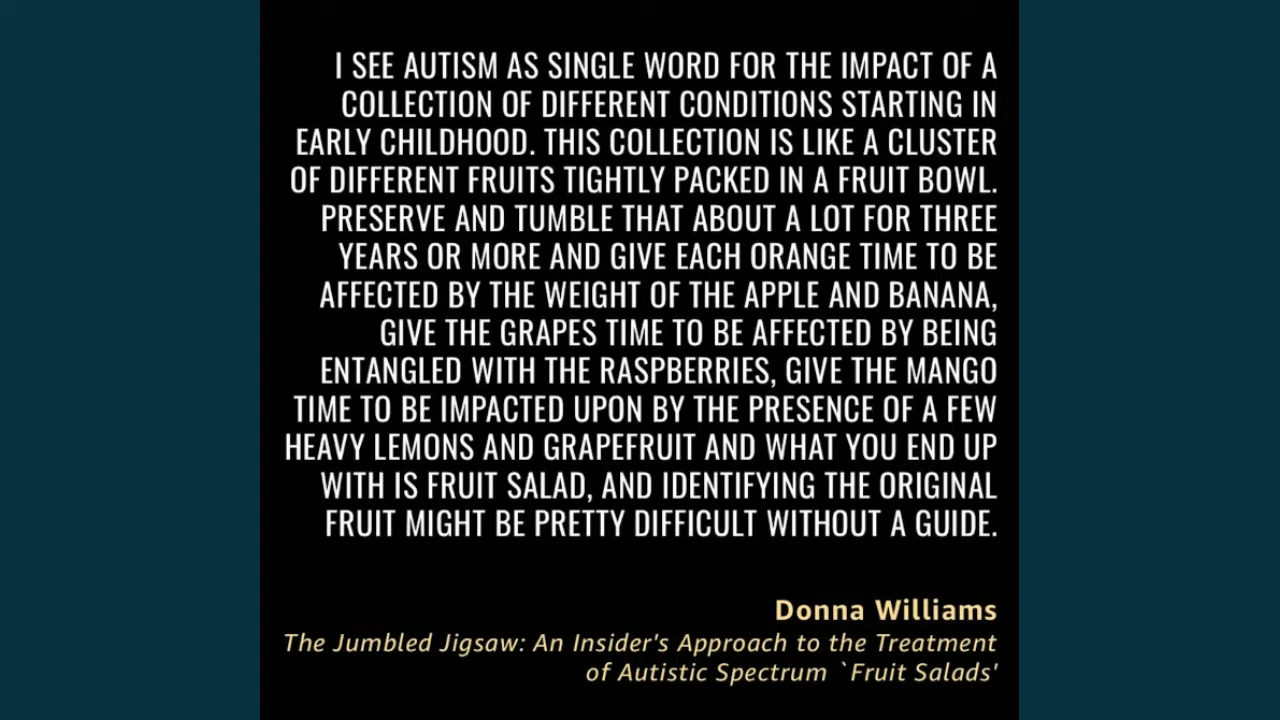 I SEE AUTISM AS SINGLE WORD FOR THE IMPACT OF A
COLLECTION OF DIFFERENT CONDITIONS STARTING IN
EARLY CHILDHOOD. THIS COLLECTION IS LIKE A CLUSTER
OF DIFFERENT FRUITS TIGHTLY PACKED IN A FRUIT BOWL.
PRESERVE AND TUMBLE THAT ABOUT A LOT FOR THREE
YEARS OR MORE AND GIVE EACH ORANGE TIME TO BE
AFFECTED BY THE WEIGHT OF THE APPLE AND BANANA,
GIVE THE GRAPES TIME TO BE AFFECTED BY BEING
ENTANGLED WITH THE RASPBERRIES, GIVE THE MANGO
TIME TO BE IMPACTED UPON BY THE PRESENCE OF A FEW
HEAVY LEMONS AND GRAPEFRUIT AND WHAT YOU END UP
WITH IS FRUIT SALAD, AND IDENTIFYING THE ORIGINAL
FRUIT MIGHT BE PRETTY DIFFICULT WITHOUT A GUIDE.
Donna Williams
The Jumbled Jigsaw: An Insider's Approach to the Treatment
of Autistic Spectrum `Fruit Salads'